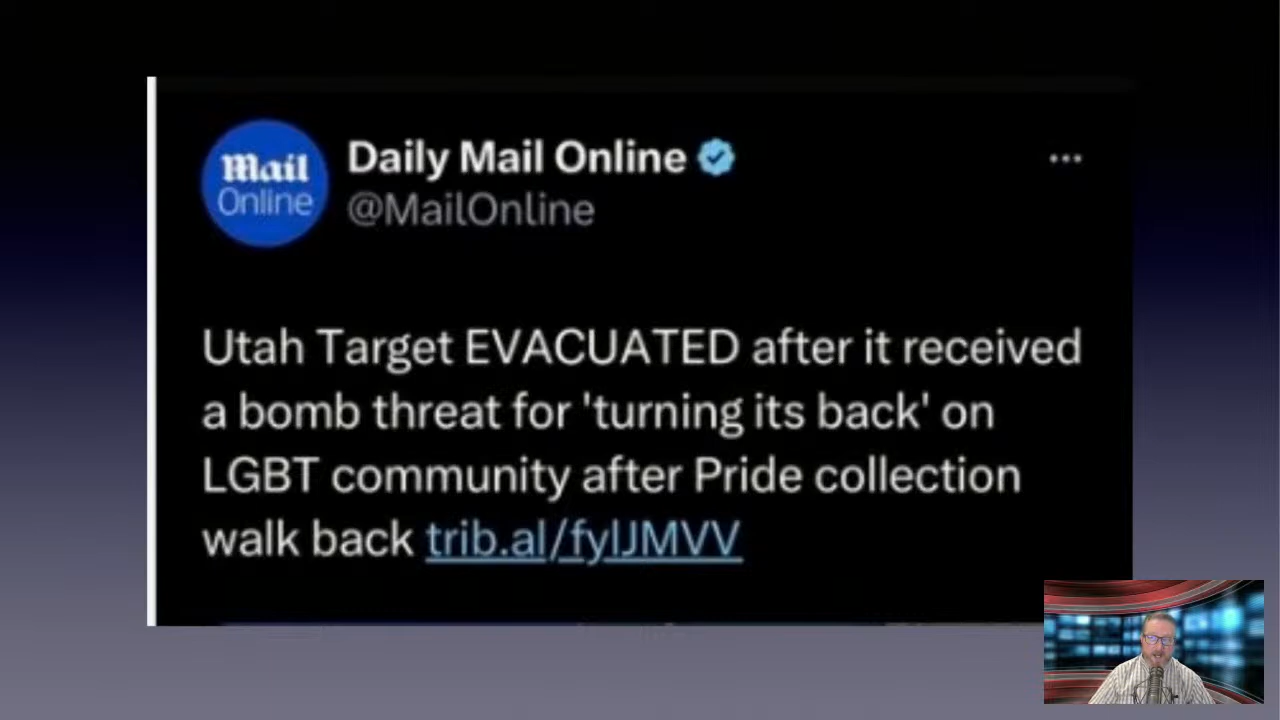 Mail
Online
Daily Mail Online
@MailOnline
Utah Target EVACUATED after it received
a bomb threat for 'turning its back' on
LGBT community after Pride collection
walk back trib.al/fylJMVV